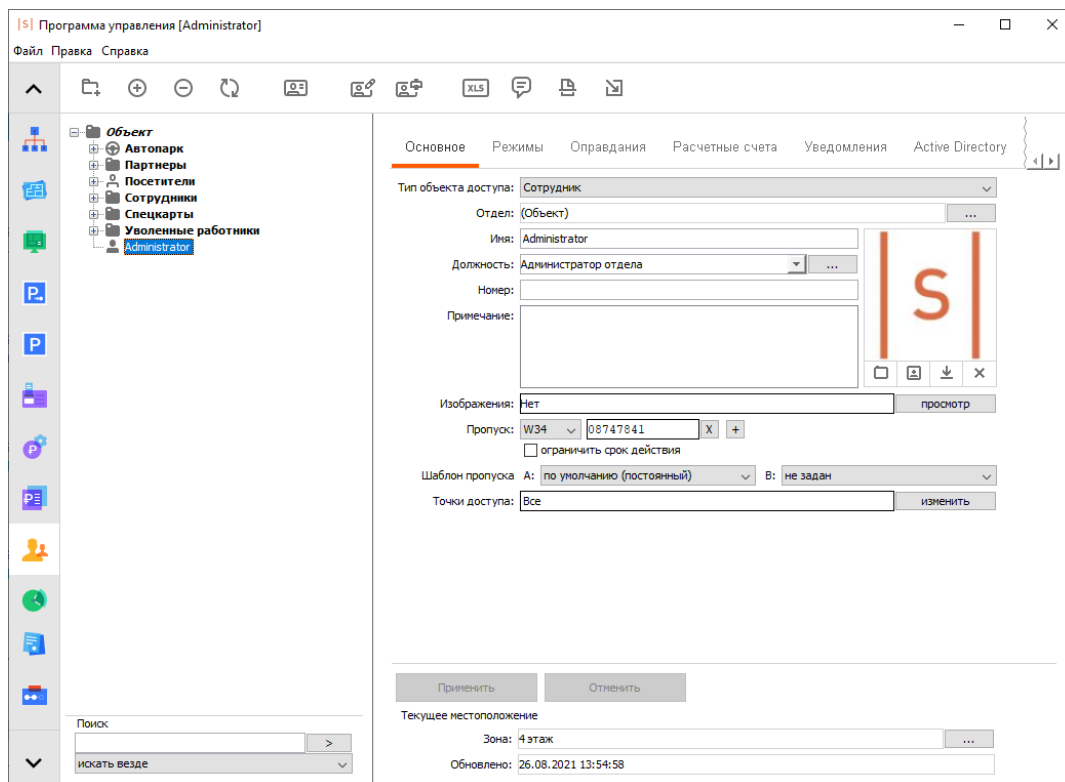 |S| Программа управления [Administrator]
Файл Правка Справка
XLS
Объект
Автопарк
Партнеры
Посетители
Сотрудники
Спецкарты
Уволенные работники
Administrator
Основное Режимы Оправдания Расчетные счета Уведомления Active Directory
Тип объекта доступа: Сотрудник
Отдел: (Объект) ...
Имя: Administrator
Должность: Администратор отдела ...
Номер:
Примечание:
|S|
Изображения: Нет просмотр
Пропуск: W34 08747841 X +
ограничить срок действия
Шаблон пропуска A: по умолчанию (постоянный) B: не задан
Точки доступа: Все изменить
Применить Отменить
Текущее местоположение
Зона: 4 этаж ...
Обновлено: 26.08.2021 13:54:58
Поиск
>
искать везде